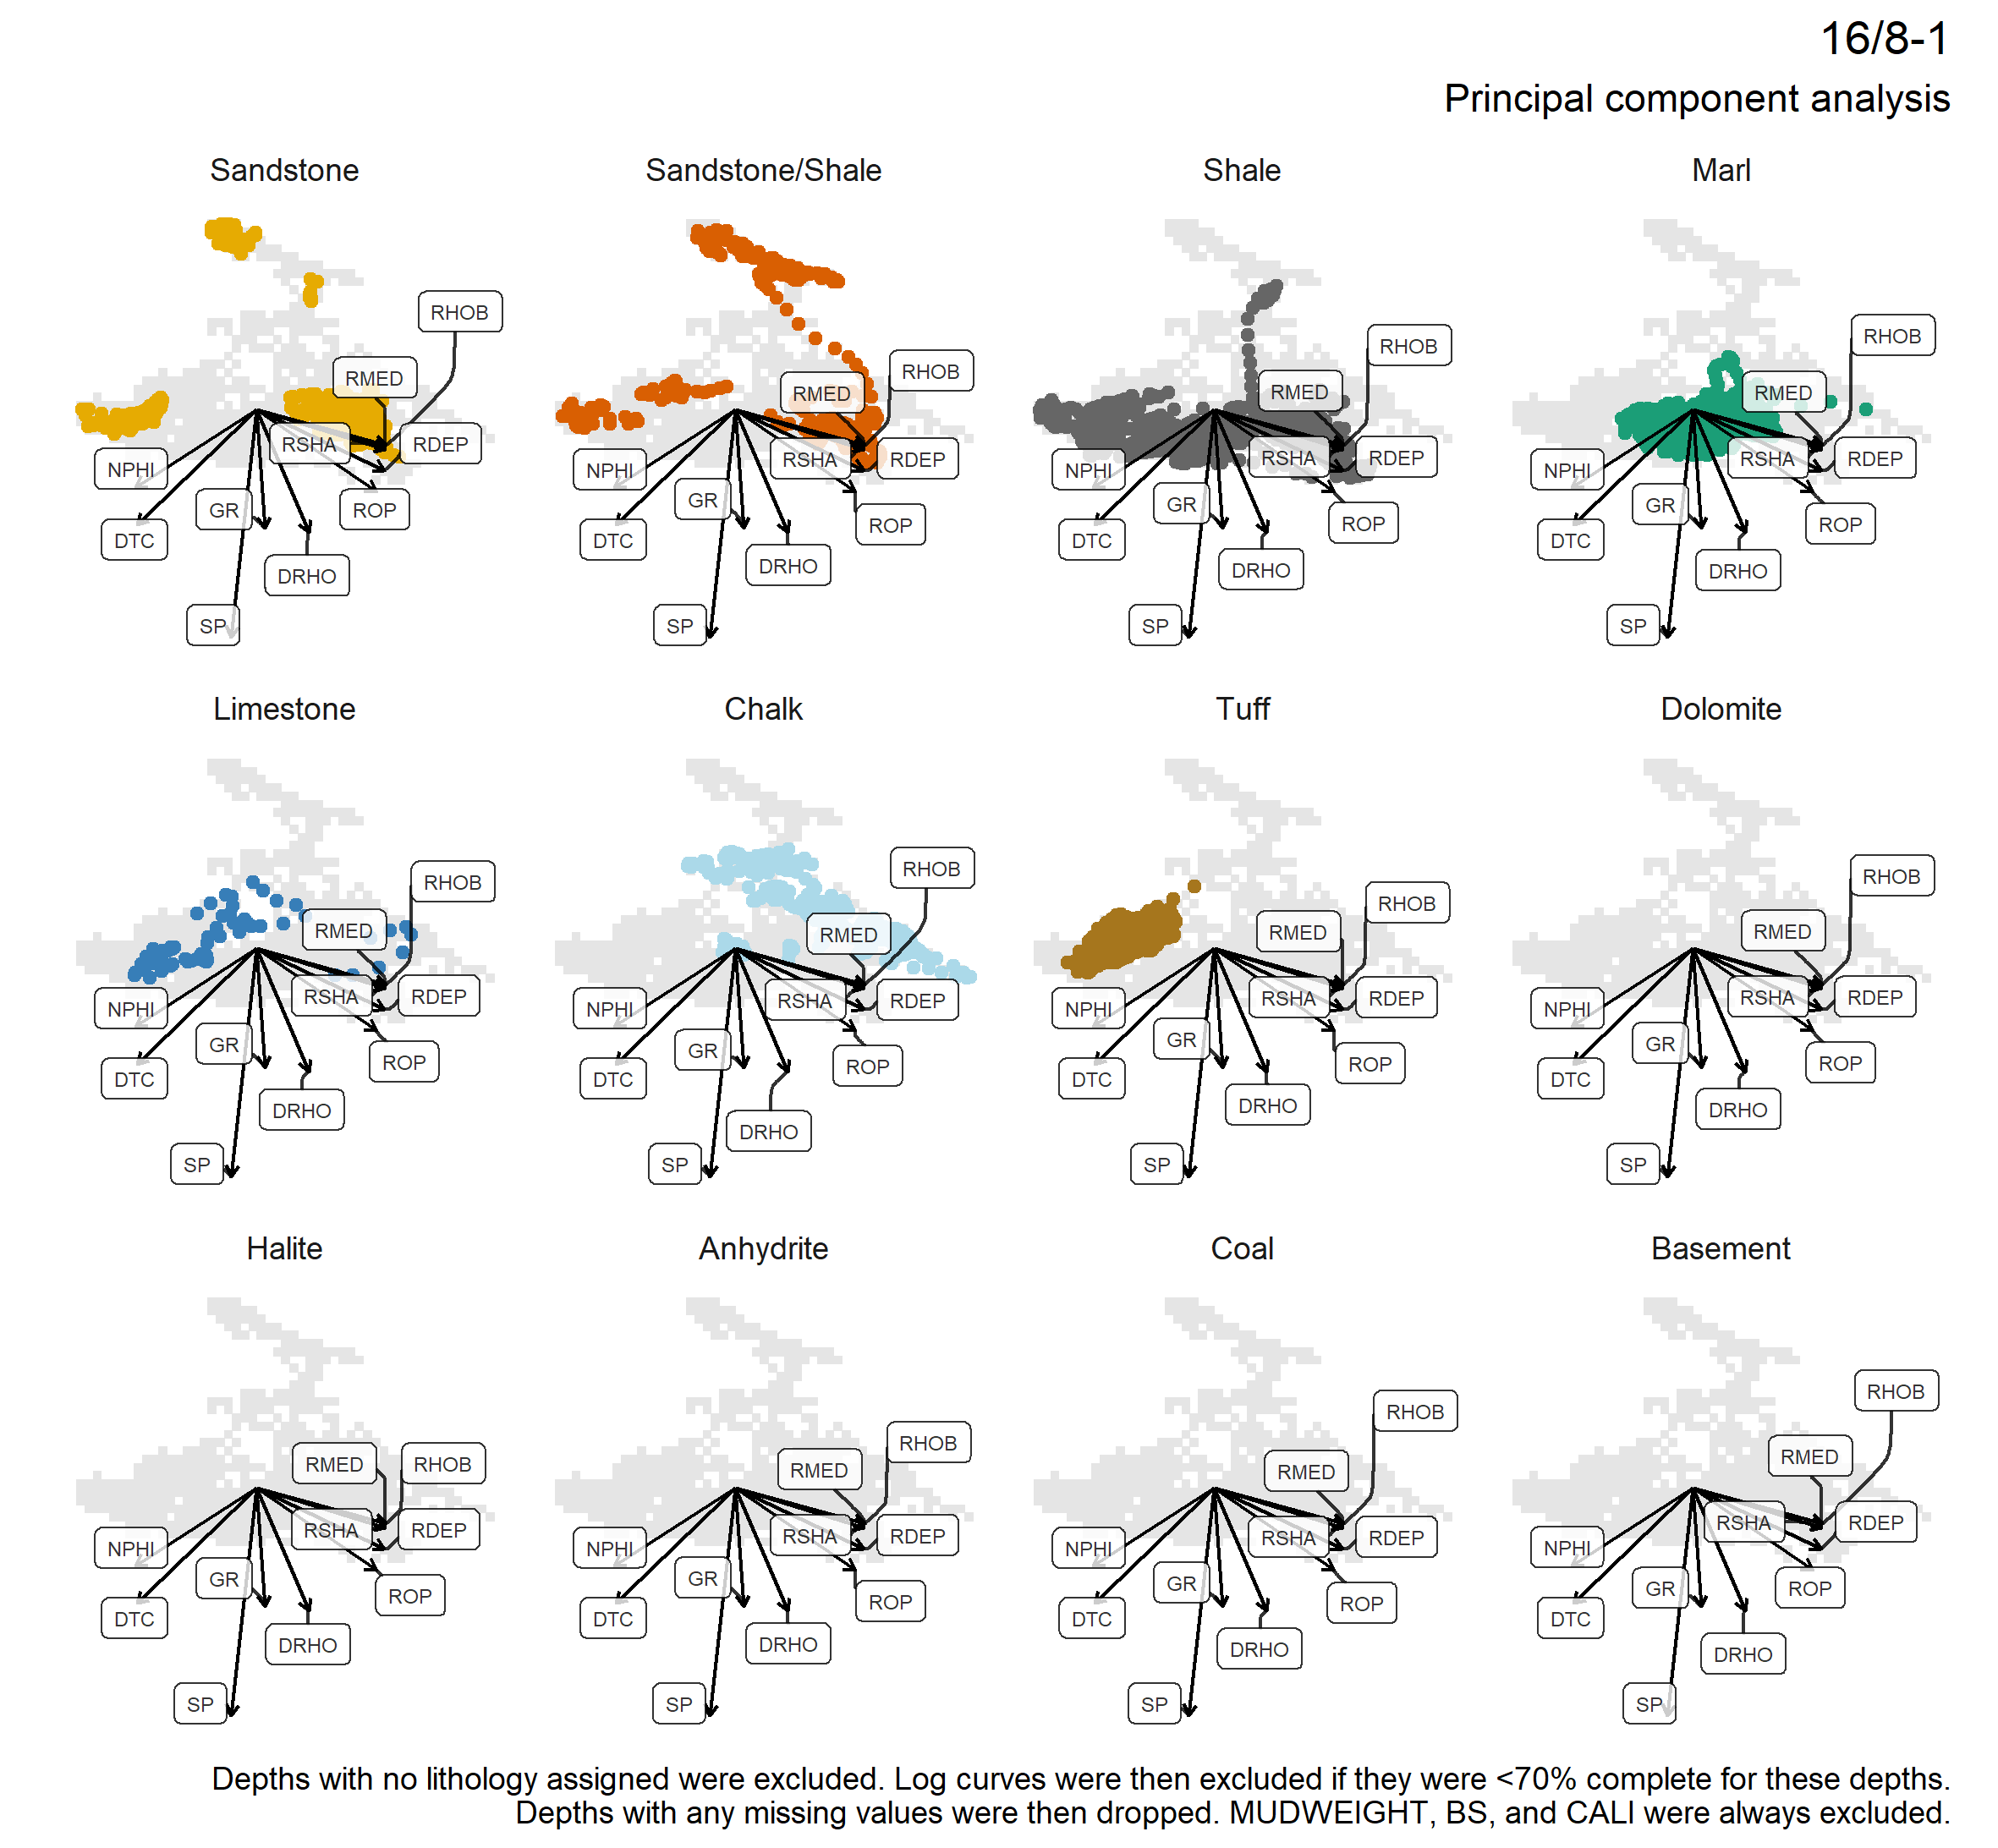 16/8-1
Principal component analysis
Sandstone
RHOB
RMED
RSHA
RDEP
NPHI
GR
ROP
DTC
DRHO
SP
Sandstone/Shale
RHOB
RMED
RSHA
RDEP
NPHI
GR
ROP
DTC
DRHO
SP
Shale
RHOB
RMED
RSHA
RDEP
NPHI
GR
ROP
DTC
DRHO
SP
Marl
RHOB
RMED
RSHA
RDEP
NPHI
GR
ROP
DTC
DRHO
SP
Limestone
RHOB
RMED
RSHA
RDEP
NPHI
GR
ROP
DTC
DRHO
SP
Chalk
RHOB
RMED
RSHA
RDEP
NPHI
GR
ROP
DTC
DRHO
SP
Tuff
RHOB
RMED
RSHA
RDEP
NPHI
GR
ROP
DTC
DRHO
SP
Dolomite
RHOB
RMED
RSHA
RDEP
NPHI
GR
ROP
DTC
DRHO
SP
Halite
RMED
RHOB
RSHA
RDEP
NPHI
GR
ROP
DTC
DRHO
SP
Anhydrite
RHOB
RMED
RSHA
RDEP
NPHI
GR
ROP
DTC
DRHO
SP
Coal
RHOB
RMED
RSHA
RDEP
NPHI
GR
ROP
DTC
DRHO
SP
Basement
RHOB
RMED
RSHA
RDEP
NPHI
GR
ROP
DTC
DRHO
SP
Depths with no lithology assigned were excluded. Log curves were then excluded if they were <70% complete for these depths.
Depths with any missing values were then dropped. MUDWEIGHT, BS, and CALI were always excluded.